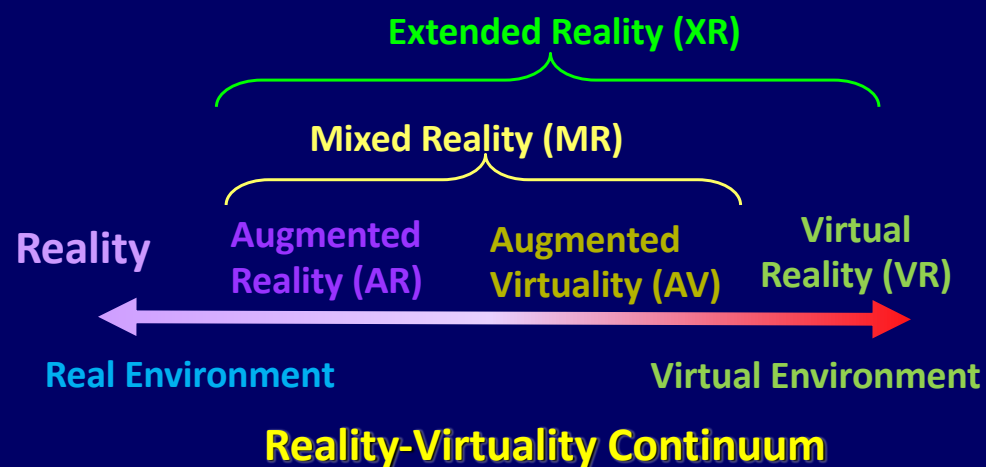 Extended Reality (XR)
Mixed Reality (MR)
Reality
Augmented
Reality (AR)
Augmented
Virtuality (AV)
Virtual
Reality (VR)
Real Environment
Virtual Environment
Reality-Virtuality Continuum